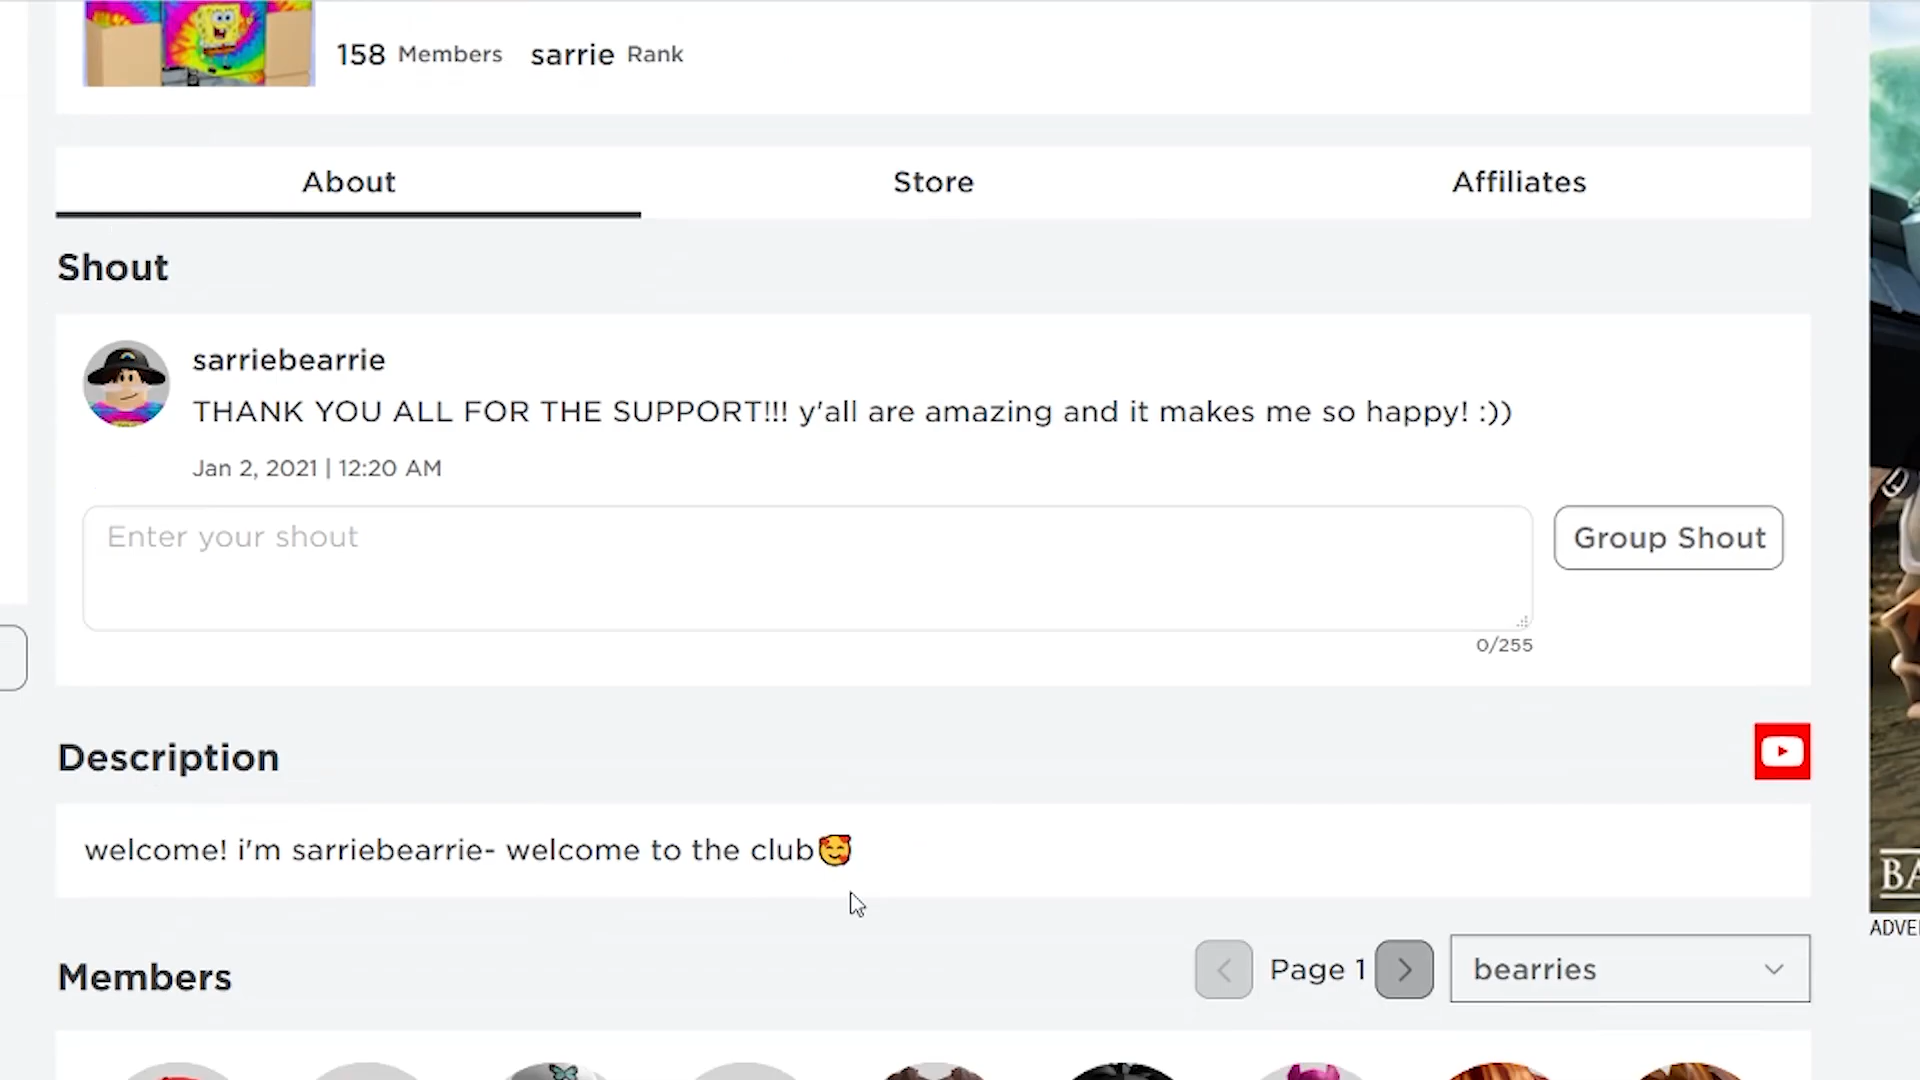 158 Members sarrie Rank
About Store Affiliates
Shout
sarriebearrie
THANK YOU ALL FOR THE SUPPORT!!! y'all are amazing and it makes me so happy! :))
Jan 2, 2021 | 12:20 AM
Enter your shout
Group Shout
0/255
Description
welcome! i'm sarriebearrie- welcome to the club🥰
Members
Page 1
bearries